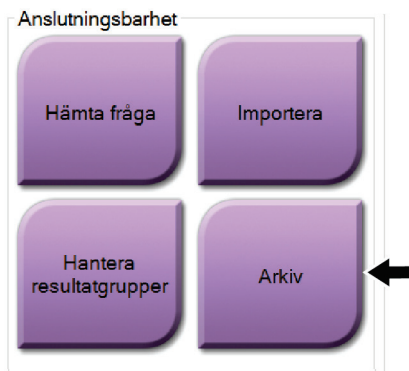 Anslutningsbarhet
Hämta fråga
Importera
Hantera
resultatgrupper
Arkiv